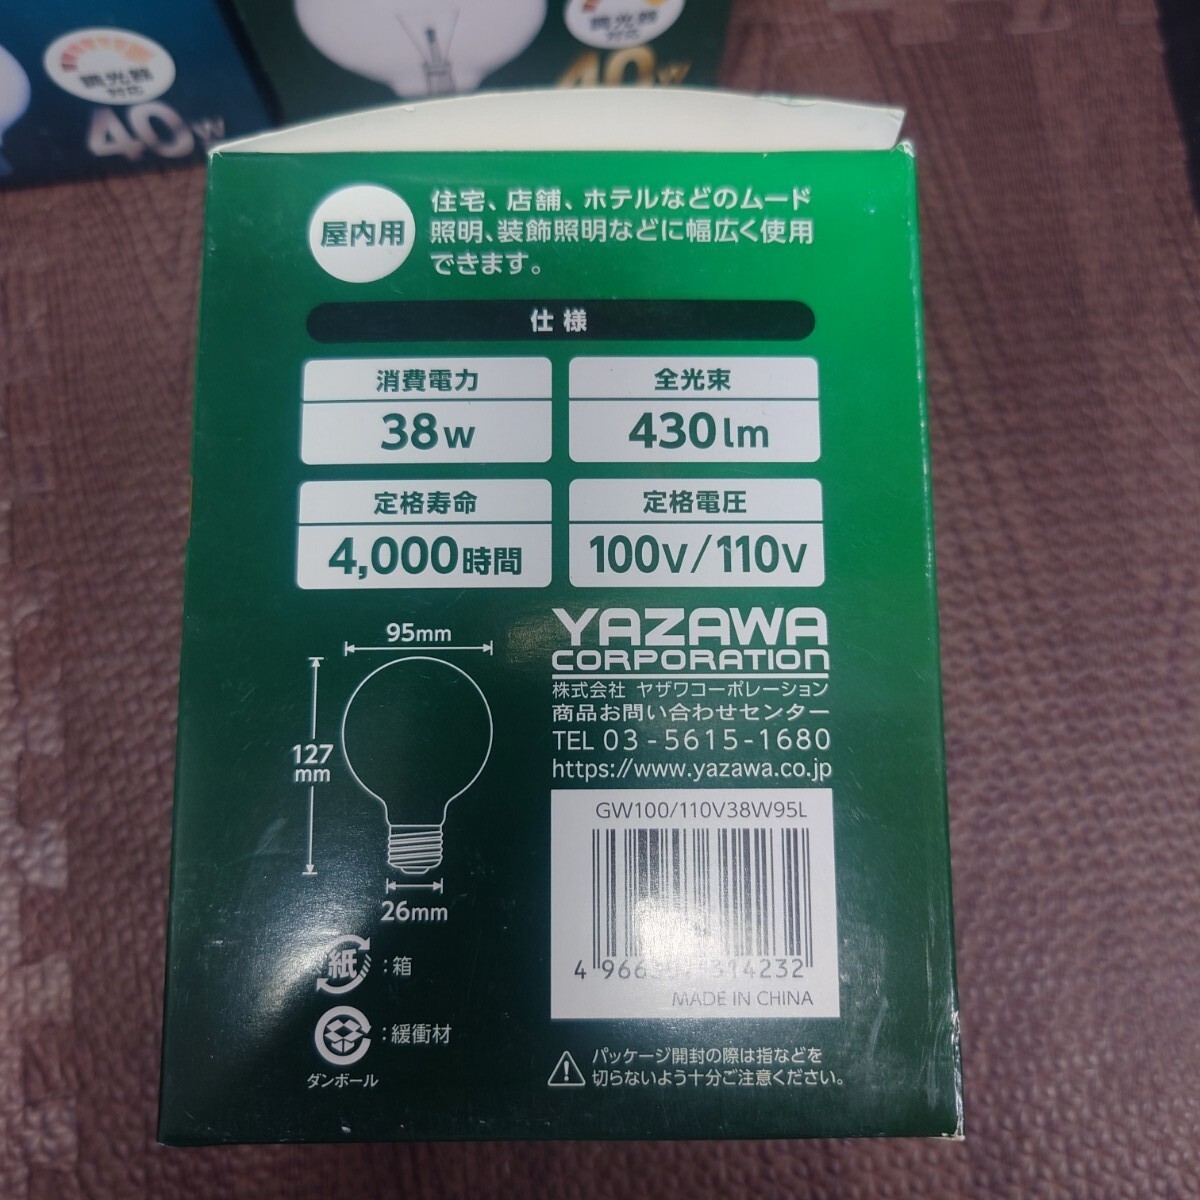 調光器
対応
40W
調光器
対応
40W
屋内用
住宅、店舗、ホテルなどのムード
照明、装飾照明などに幅広く使用
できます。
仕様
消費電力
38W
全光束
430lm
定格寿命
4,000時間
定格電圧
100V/110V
95mm
127
mm
26mm
YAZAWA
CORPORATION
株式会社 ヤザワコーポレーション
商品お問い合わせセンター
TEL 03-5615-1680
https://www.yazawa.co.jp
GW100/110V38W95L
314232
MADE IN CHINA
紙:箱
:緩衝材
ダンボール
パッケージ開封の際は指などを
切らないよう十分ご注意ください。